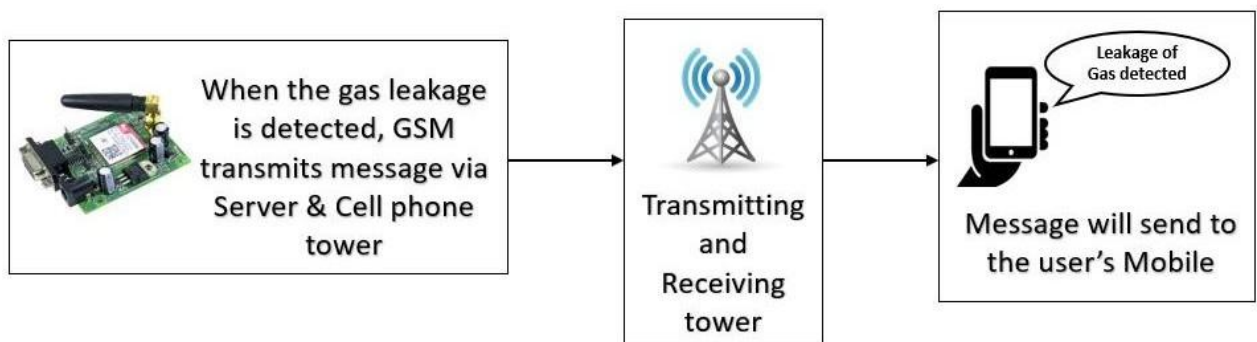 When the gas leakage
is detected, GSM
transmits message via
Server & Cell phone
tower
Transmitting
and
Receiving
tower
Leakage of
Gas detected
Message will send to
the user's Mobile